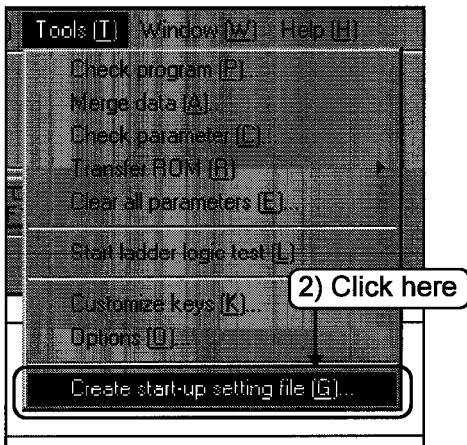 Tools (T) Window (W) Help (H)
Check program (P)...
Merge data (A)...
Check parameter (C)...
Transfer ROM (R)
Clear all parameters (E)...
Start ladder logic test (L)
2) Click here
Customize keys (K)...
Options (O)...
Create start-up setting file (G)...